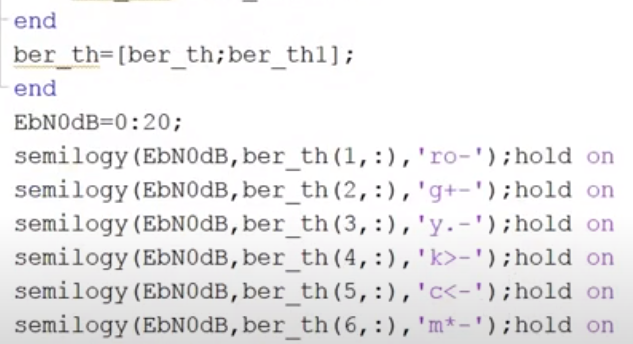 end
ber_th=[ber_th;ber_th1];
end
EbN0dB=0:20;
semilogy(EbN0dB,ber_th(1,:),'ro-');hold on
semilogy(EbN0dB,ber_th(2,:),'g+-');hold on
semilogy(EbN0dB,ber_th(3,:),'y.-');hold on
semilogy(EbN0dB,ber_th(4,:),'k>-');hold on
semilogy(EbN0dB,ber_th(5,:),'c<-');hold on
semilogy(EbN0dB,ber_th(6,:),'m*-');hold on